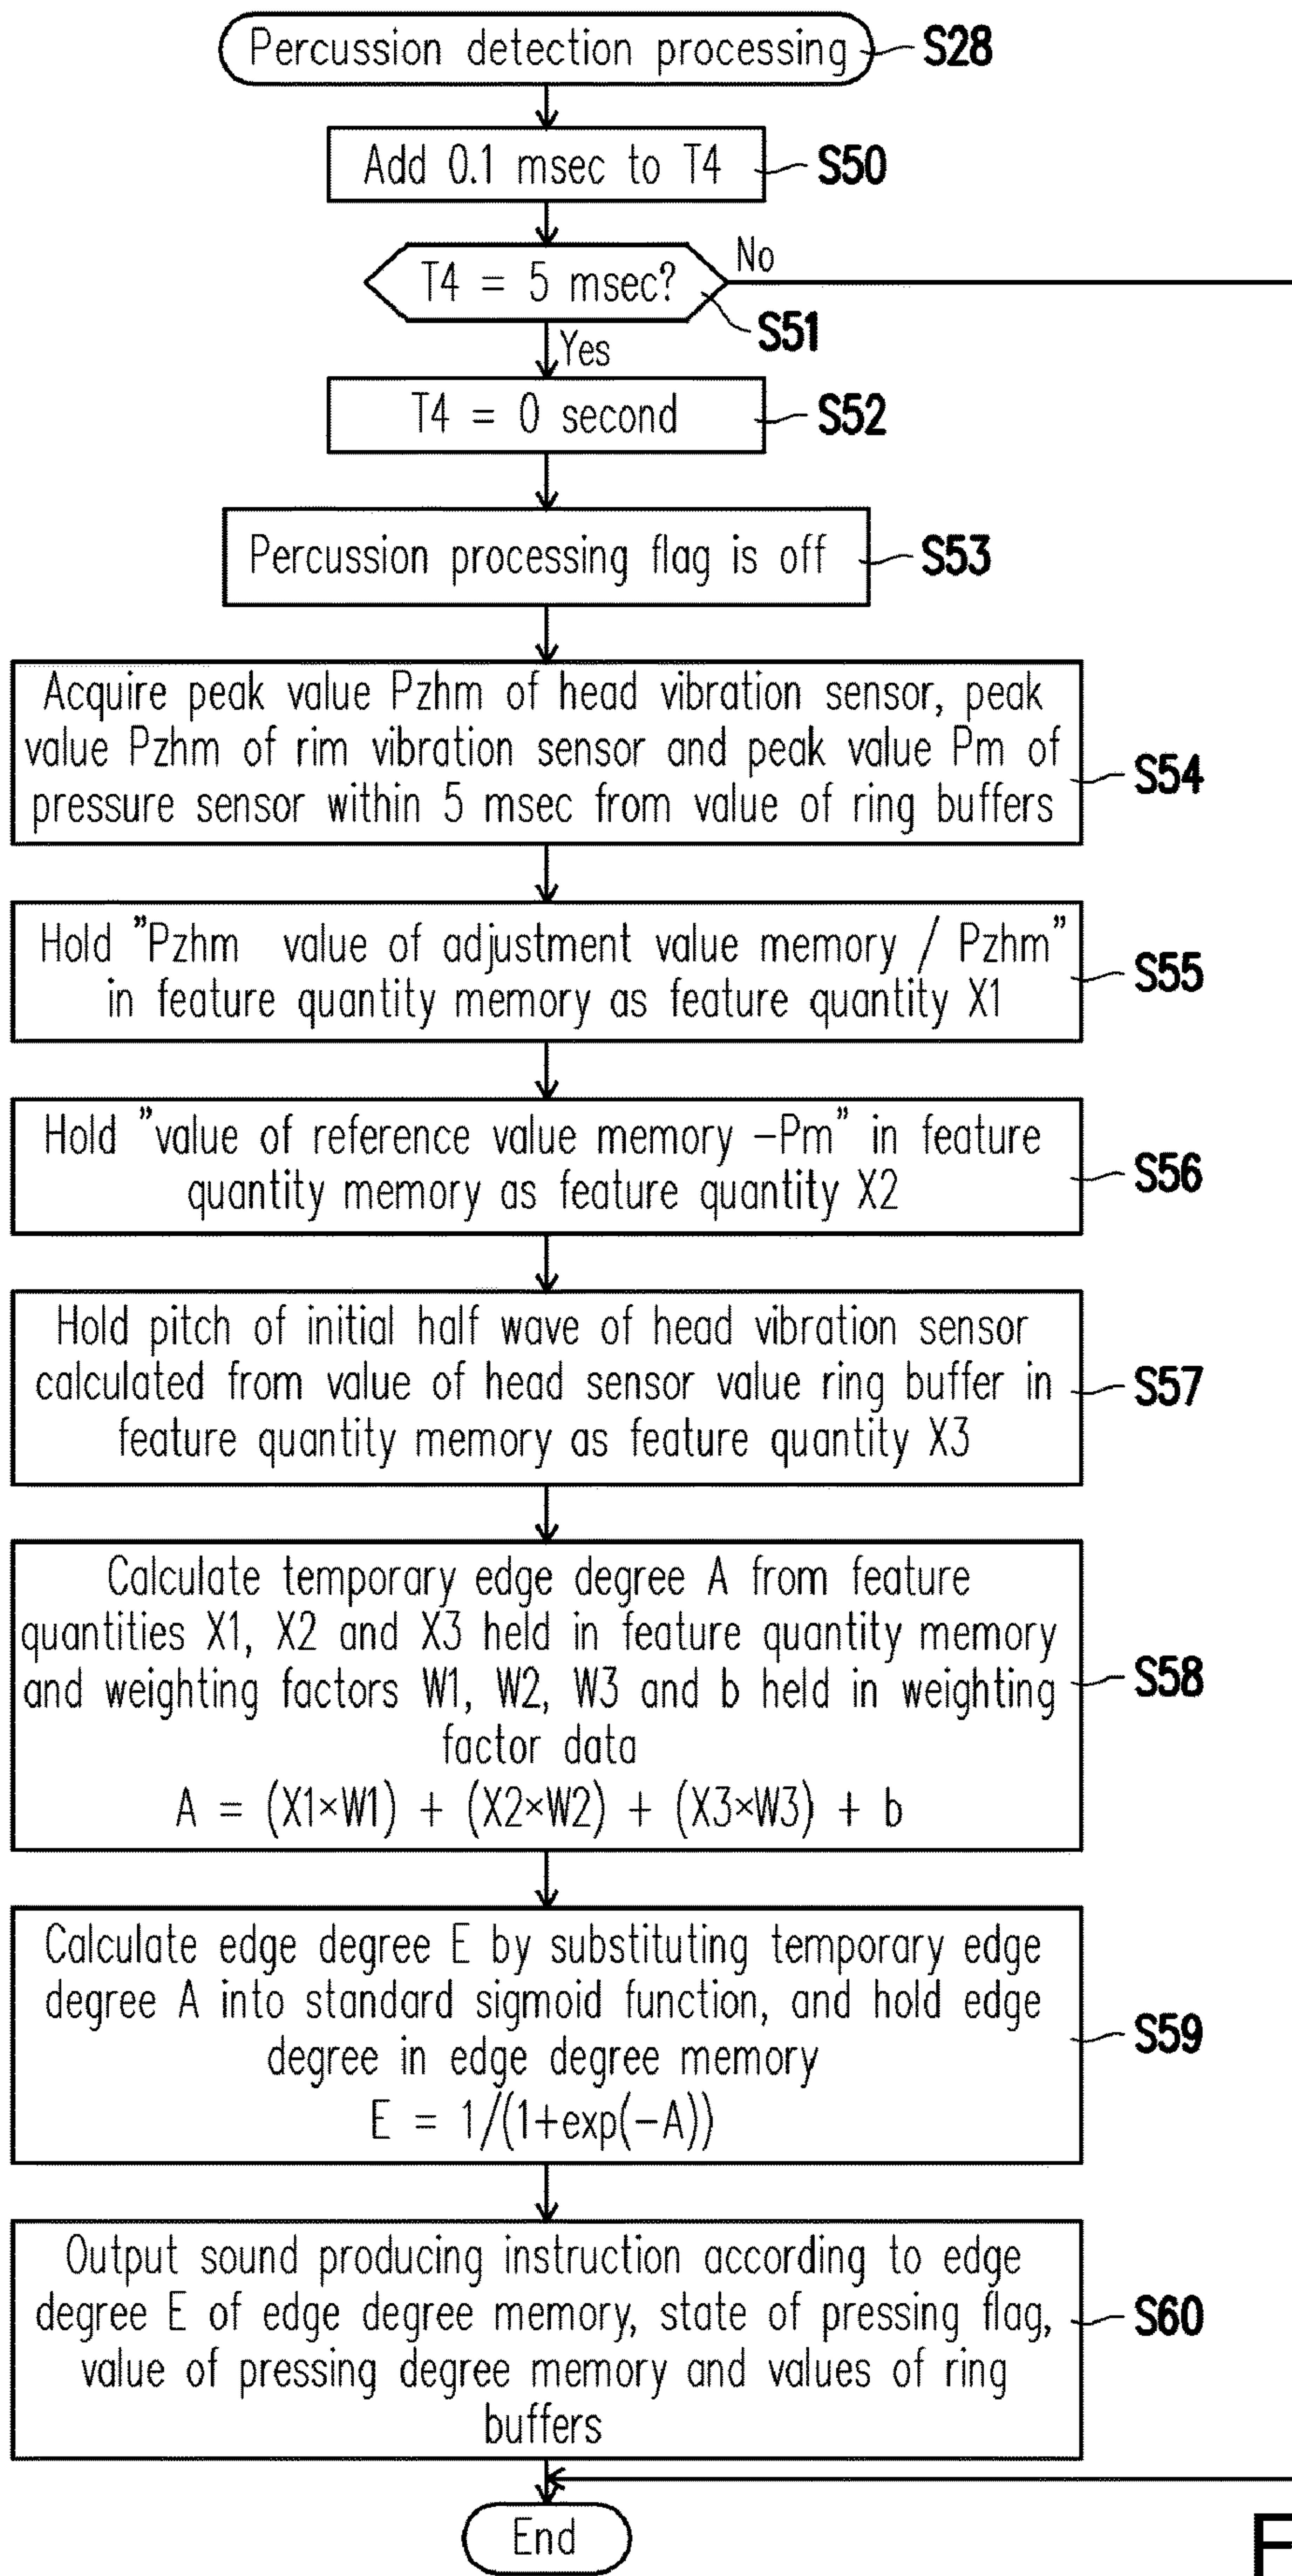 Percussion detection processing
S28
Add 0.1 msec to T4
S50
T4 = 5 msec?
No
S51
Yes
T4 = 0 second
S52
Percussion processing flag is off
S53
Acquire peak value Pzhm of head vibration sensor, peak
value Pzhm of rim vibration sensor and peak value Pm of
pressure sensor within 5 msec from value of ring buffers
S54
Hold "Pzhm value of adjustment value memory / Pzhm"
in feature quantity memory as feature quantity X1
S55
Hold "value of reference value memory -Pm" in feature
quantity memory as feature quantity X2
S56
Hold pitch of initial half wave of head vibration sensor
calculated from value of head sensor value ring buffer in
feature quantity memory as feature quantity X3
S57
Calculate temporary edge degree A from feature
quantities X1, X2 and X3 held in feature quantity memory
and weighting factors W1, W2, W3 and b held in weighting
factor data
A = (X1×W1) + (X2×W2) + (X3×W3) + b
S58
Calculate edge degree E by substituting temporary edge
degree A into standard sigmoid function, and hold edge
degree in edge degree memory
E = 1/(1+exp(-A))
S59
Output sound producing instruction according to edge
degree E of edge degree memory, state of pressing flag,
value of pressing degree memory and values of ring
buffers
S60
End